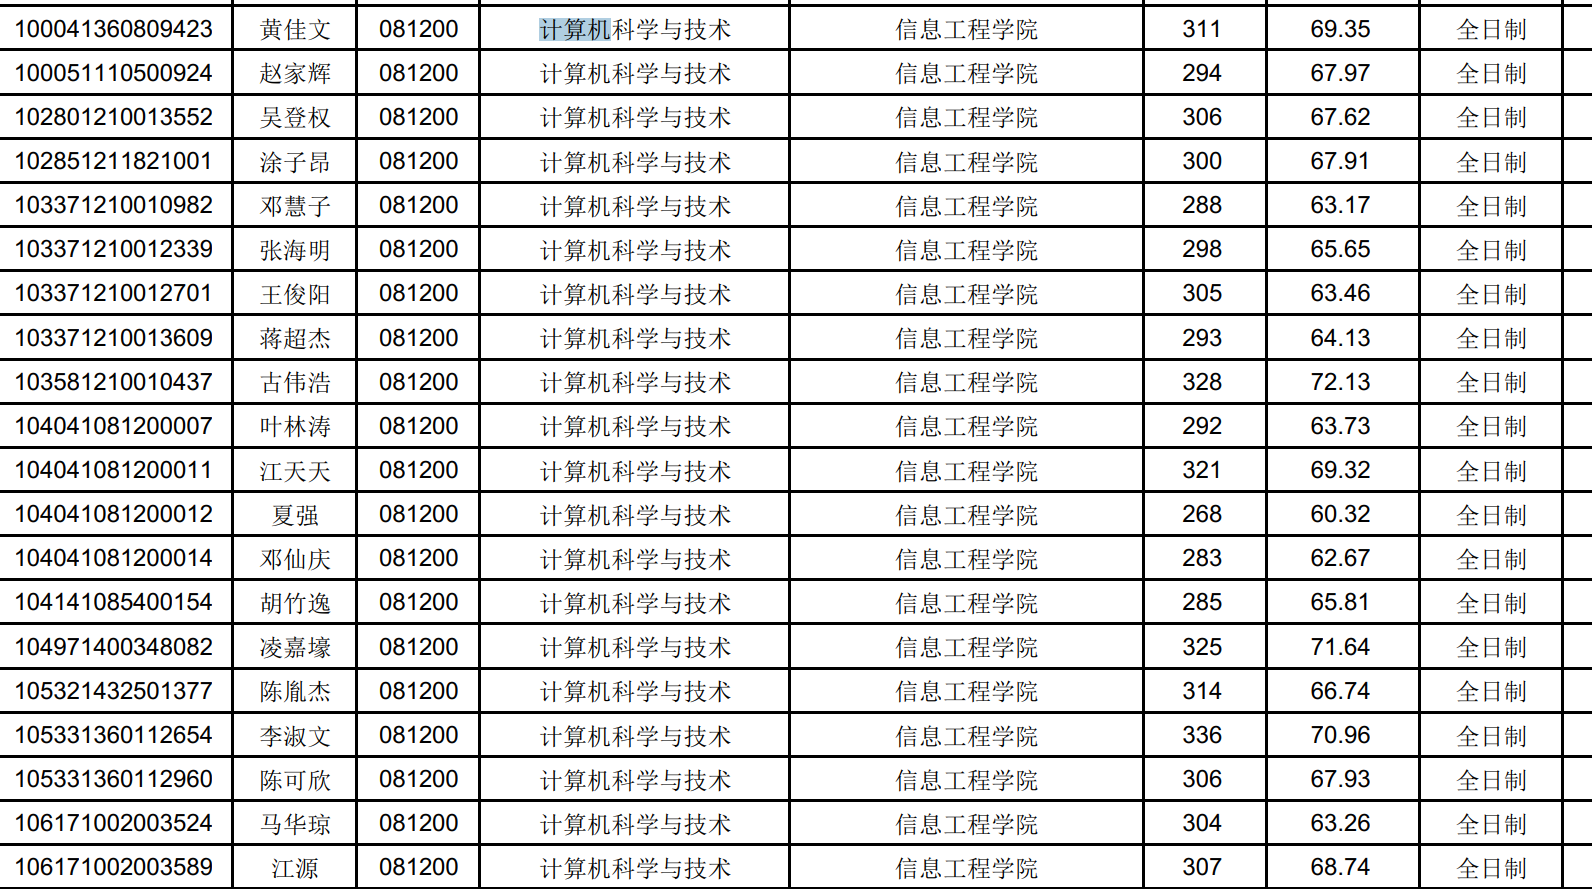 100041360809423 黄佳文 081200 计算机科学与技术 信息工程学院 311 69.35 全日制
100051110500924 赵家辉 081200 计算机科学与技术 信息工程学院 294 67.97 全日制
102801210013552 吴登权 081200 计算机科学与技术 信息工程学院 306 67.62 全日制
102851211821001 涂子昂 081200 计算机科学与技术 信息工程学院 300 67.91 全日制
103371210010982 邓慧子 081200 计算机科学与技术 信息工程学院 288 63.17 全日制
103371210012339 张海明 081200 计算机科学与技术 信息工程学院 298 65.65 全日制
103371210012701 王俊阳 081200 计算机科学与技术 信息工程学院 305 63.46 全日制
103371210013609 蒋超杰 081200 计算机科学与技术 信息工程学院 293 64.13 全日制
103581210010437 古伟浩 081200 计算机科学与技术 信息工程学院 328 72.13 全日制
104041081200007 叶林涛 081200 计算机科学与技术 信息工程学院 292 63.73 全日制
104041081200011 江天天 081200 计算机科学与技术 信息工程学院 321 69.32 全日制
104041081200012 夏强 081200 计算机科学与技术 信息工程学院 268 60.32 全日制
104041081200014 邓仙庆 081200 计算机科学与技术 信息工程学院 283 62.67 全日制
104141085400154 胡竹逸 081200 计算机科学与技术 信息工程学院 285 65.81 全日制
104971400348082 凌嘉壕 081200 计算机科学与技术 信息工程学院 325 71.64 全日制
105321432501377 陈胤杰 081200 计算机科学与技术 信息工程学院 314 66.74 全日制
105331360112654 李淑文 081200 计算机科学与技术 信息工程学院 336 70.96 全日制
105331360112960 陈可欣 081200 计算机科学与技术 信息工程学院 306 67.93 全日制
106171002003524 马华琼 081200 计算机科学与技术 信息工程学院 304 63.26 全日制
106171002003589 江源 081200 计算机科学与技术 信息工程学院 307 68.74 全日制